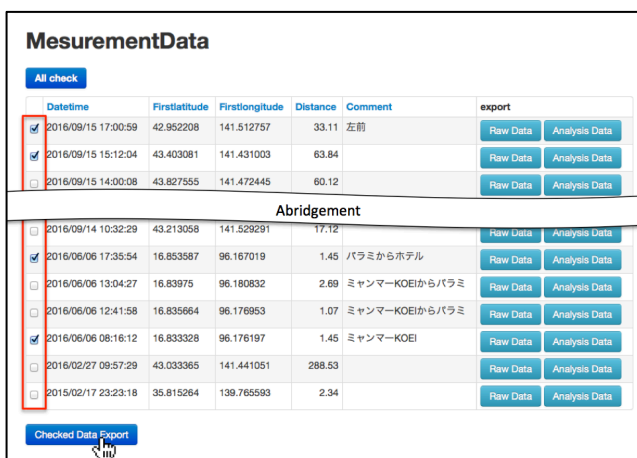 MesurementData
All check
Datetime Firstlatitude Firstlongitude Distance Comment export
2016/09/15 17:00:59 42.952208 141.512757 33.11 左前 Raw Data Analysis Data
2016/09/15 15:12:04 43.403081 141.431003 63.84 Raw Data Analysis Data
2016/09/15 14:00:08 43.827555 141.472445 60.12 Raw Data Analysis Data
Abridgement
2016/09/14 10:32:29 43.213058 141.529291 17.12 Raw Data Analysis Data
2016/06/06 17:35:54 16.853587 96.167019 1.45 パラミからホテル Raw Data Analysis Data
2016/06/06 13:04:27 16.83975 96.180832 2.69 ミャンマーKOEIからパラミ Raw Data Analysis Data
2016/06/06 12:41:58 16.835664 96.176953 1.07 ミャンマーKOEIからパラミ Raw Data Analysis Data
2016/06/06 08:16:12 16.833328 96.176197 1.45 ミャンマーKOEI Raw Data Analysis Data
2016/02/27 09:57:29 43.033365 141.441051 288.53 Raw Data Analysis Data
2015/02/17 23:23:18 35.815264 139.765593 2.34 Raw Data Analysis Data
Checked Data Export